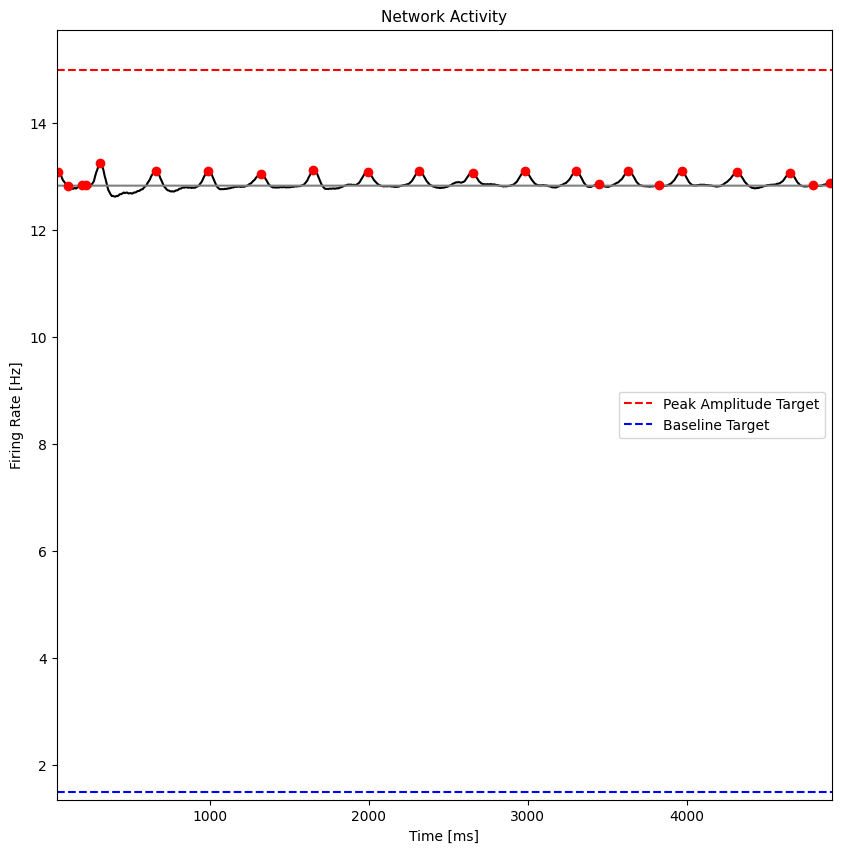 Network Activity
14
12
10
8
6
4
2
Firing Rate [Hz]
Peak Amplitude Target
Baseline Target
1000
2000
3000
4000
Time [ms]